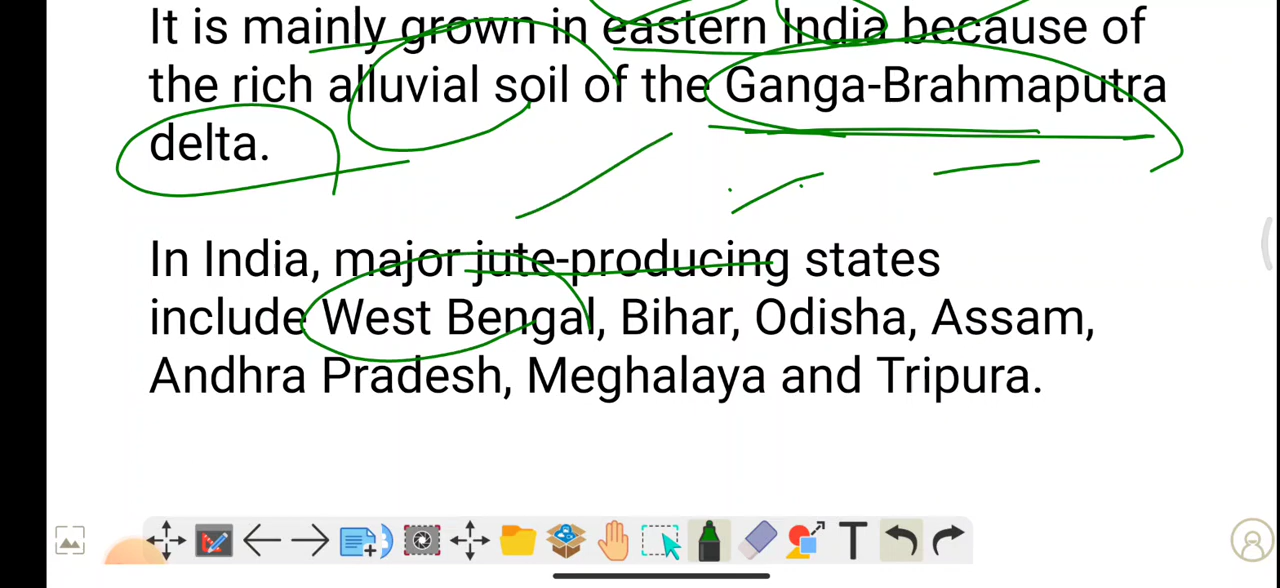 It is mainly grown in eastern India because of
the rich alluvial soil of the Ganga-Brahmaputra
delta.
In India, major jute-producing states
include West Bengal, Bihar, Odisha, Assam,
Andhra Pradesh, Meghalaya and Tripura.